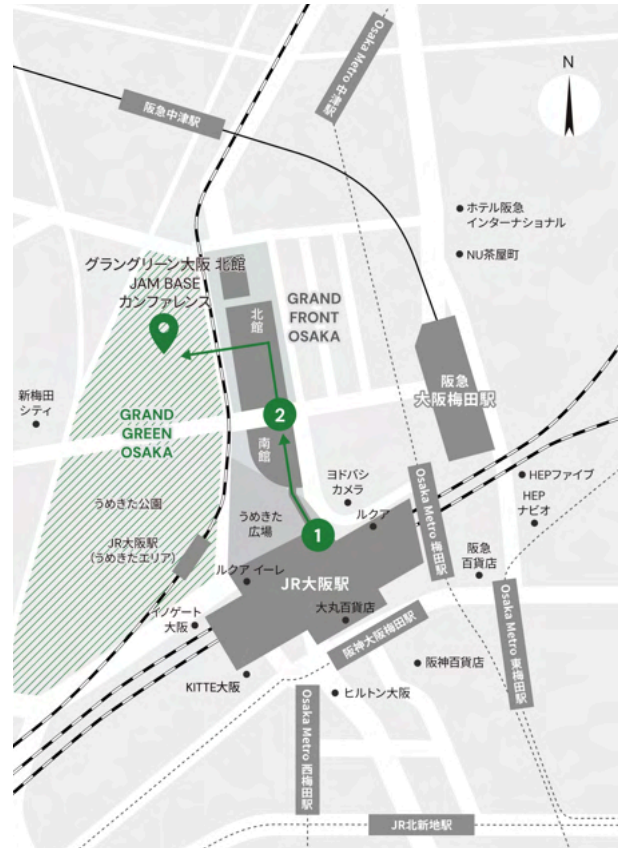 Osaka Metro 中津駅
N
阪急中津駅
ホテル阪急
インターナショナル
NU茶屋町
グラングリーン大阪 北館
JAM BASE
カンファレンス
GRAND
FRONT
OSAKA
北館
阪急
大阪梅田駅
新梅田
シティ
GRAND
GREEN
OSAKA
2
南館
ヨドバシ
カメラ
HEPファイブ
HEP
ナビオ
うめきた公園
うめきた
広場
1
ルクア
Osaka Metro 梅田駅
JR大阪駅
(うめきたエリア)
ルクア イーレ
JR大阪駅
阪急
百貨店
イノゲート
大阪
大丸百貨店
阪神大阪梅田駅
Osaka Metro 東梅田駅
阪神百貨店
KITTE大阪
ヒルトン大阪
Osaka Metro 西梅田駅
JR北新地駅